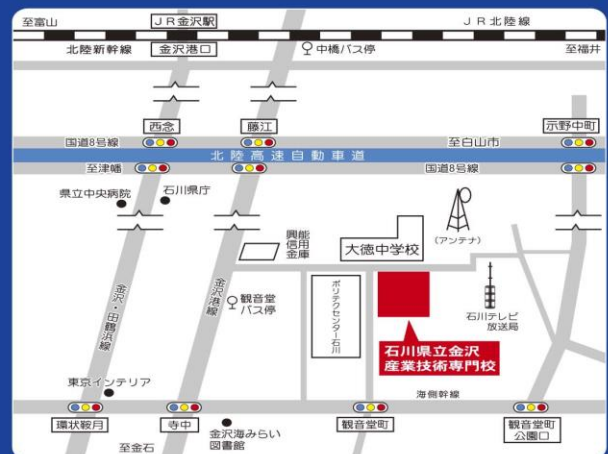 至富山
JR金沢駅
JR北陸線
北陸新幹線
金沢港口
中橋バス停
至福井
西念
藤江
示野中町
国道8号線
至白山市
北陸高速自動車道
至津幡
国道8号線
県立中央病院
石川県庁
(アンテナ)
興能
信用
金庫
大徳中学校
金沢・田鶴浜線
金沢港線
観音堂
バス停
ポリテクセンター石川
石川テレビ
放送局
石川県立金沢
産業技術専門校
東京インテリア
海側幹線
環状鞍月
寺中
観音堂町
観音堂町
公園口
至金石
金沢海みらい
図書館